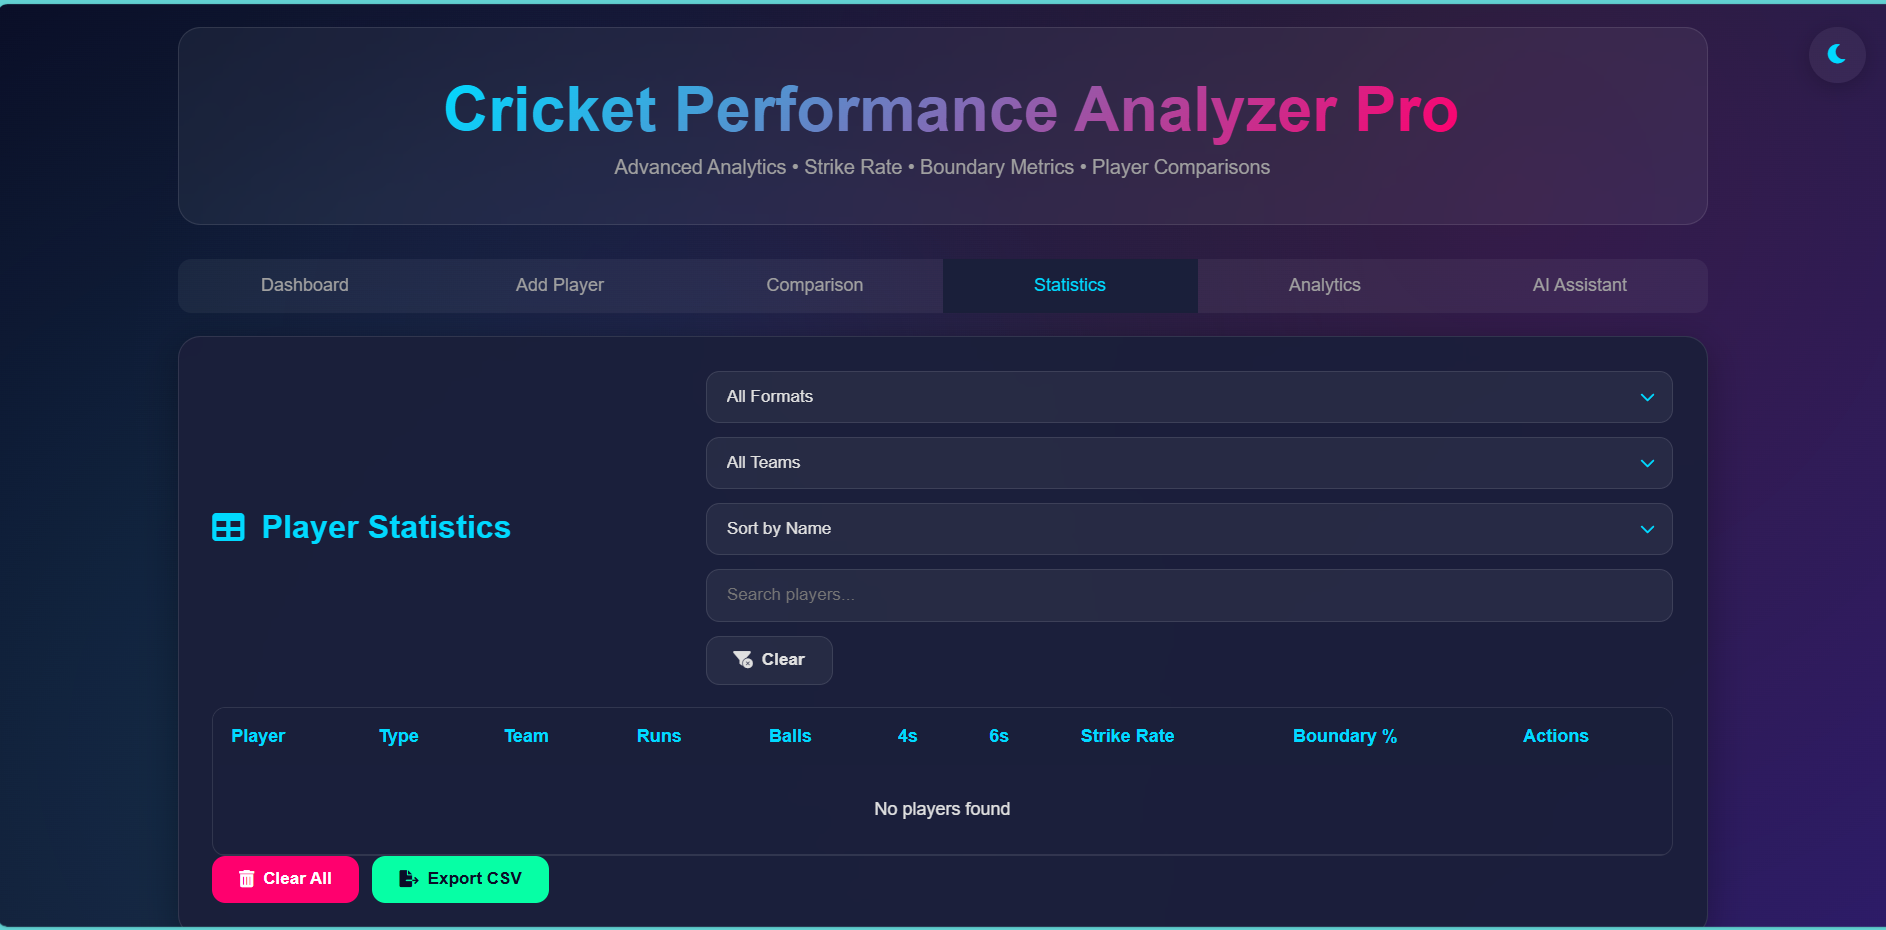 Cricket Performance Analyzer Pro
Advanced Analytics • Strike Rate • Boundary Metrics • Player Comparisons
Dashboard Add Player Comparison Statistics Analytics AI Assistant
All Formats
All Teams
Player Statistics
Sort by Name
Search players...
Clear
Player Type Team Runs Balls 4s 6s Strike Rate Boundary % Actions
No players found
Clear All Export CSV